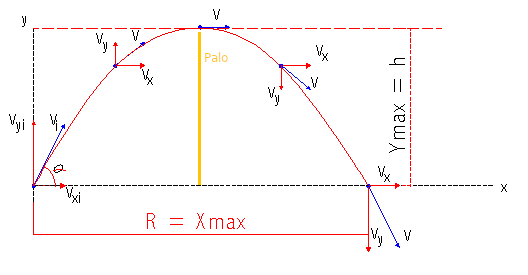 y
V
Vy
V
Vx
Palo
Vx
V
Vy
Ymax = h
Vyi
Vi
θ
Vxi
Vx
x
R = Xmax
Vy
V